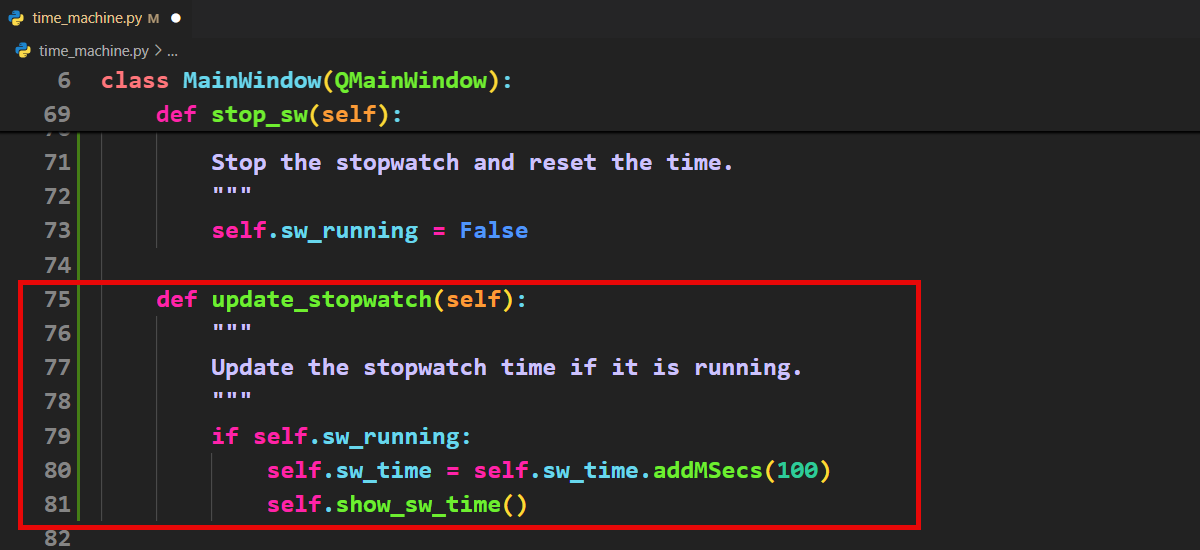 time_machine.py M
time_machine.py > ...
6 class MainWindow(QMainWindow):
69 def stop_sw(self):
71 Stop the stopwatch and reset the time.
72 """
73 self.sw_running = False
74
75 def update_stopwatch(self):
76 """
77 Update the stopwatch time if it is running.
78 """
79 if self.sw_running:
80 self.sw_time = self.sw_time.addMSecs(100)
81 self.show_sw_time()
82